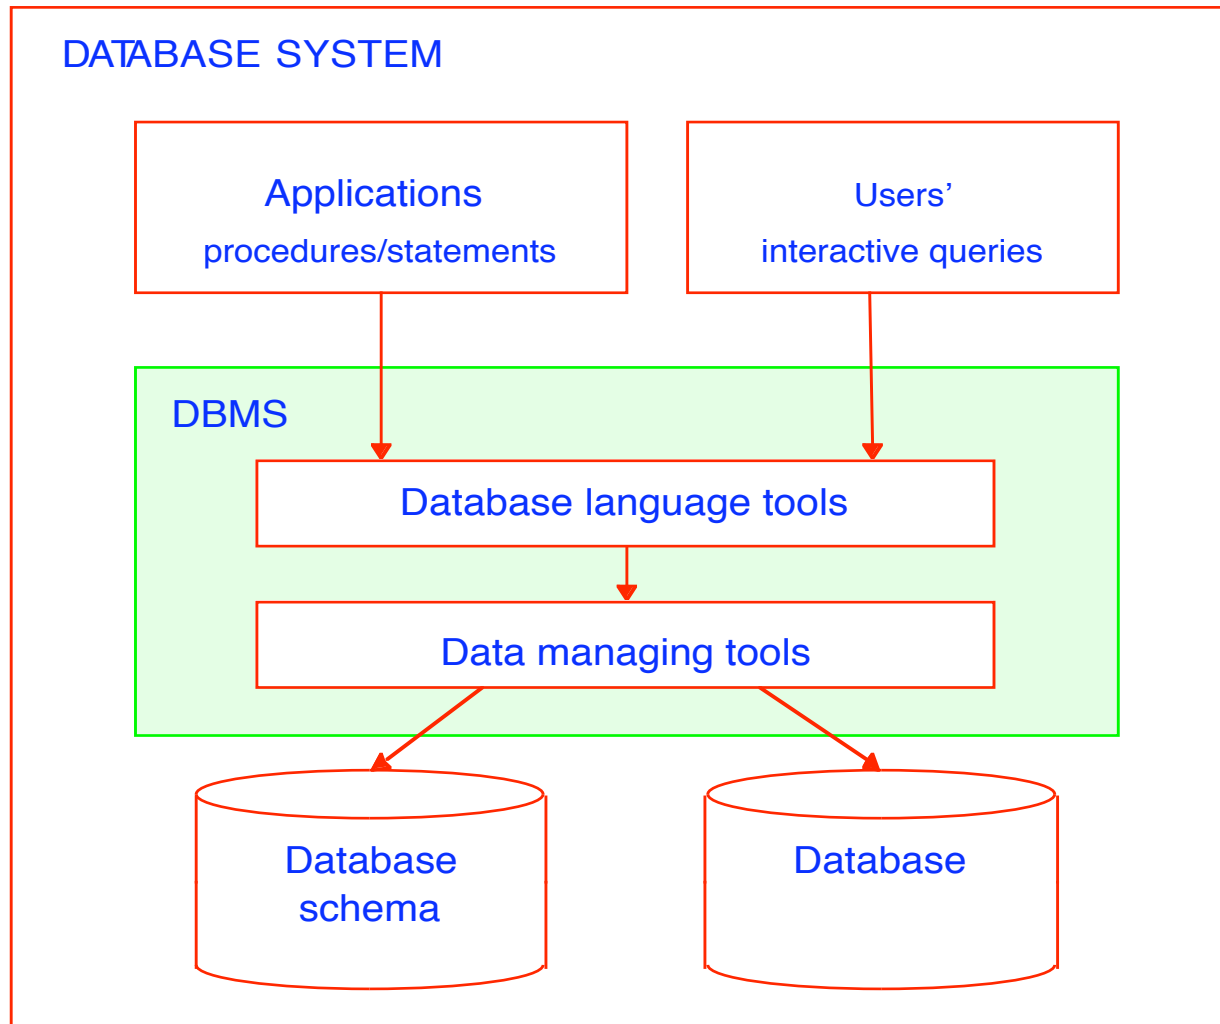 DATABASE SYSTEM
Applications
procedures/statements
Users’
interactive queries
DBMS
Database language tools
Data managing tools
Database
schema
Database